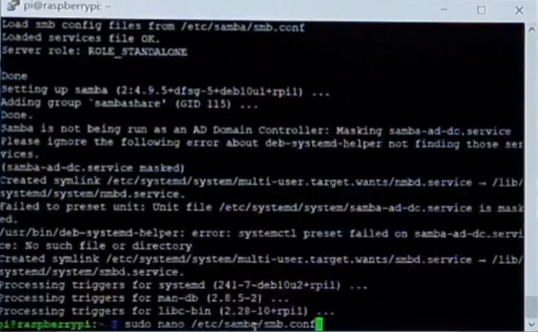 pi@raspberrypi: ~
Load smb config files from /etc/samba/smb.conf
Loaded services file OK.
Server role: ROLE_STANDALONE
Done
Setting up samba (2:4.9.5+dfsg-5+deb10u1+rpi1) ...
Adding group `sambashare' (GID 115) ...
Done.
Samba is not being run as an AD Domain Controller: Masking samba-ad-dc.service
Please ignore the following error about deb-systemd-helper not finding those ser
vices.
(samba-ad-dc.service masked)
Created symlink /etc/systemd/system/multi-user.target.wants/nmbd.service → /lib/
systemd/system/nmbd.service.
Failed to preset unit: Unit file /etc/systemd/system/samba-ad-dc.service is mask
ed.
/usr/bin/deb-systemd-helper: error: systemctl preset failed on samba-ad-dc.servi
ce: No such file or directory
Created symlink /etc/systemd/system/multi-user.target.wants/smbd.service → /lib/
systemd/system/smbd.service.
Processing triggers for systemd (241-7~deb10u2+rpi1) ...
Processing triggers for man-db (2.8.5-2) ...
Processing triggers for libc-bin (2.28-10+rpi1) ...
pi@raspberrypi:~ $ sudo nano /etc/samba/smb.conf